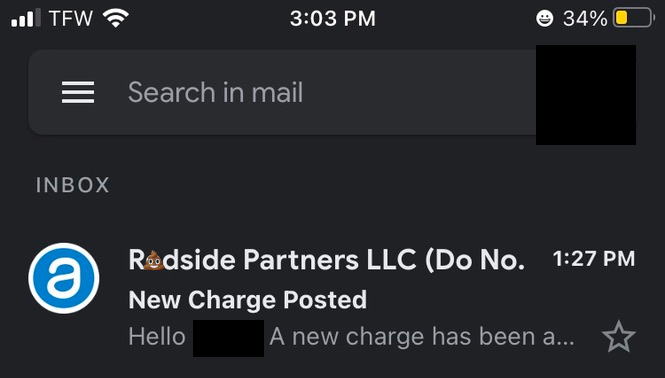 TFW 3:03 PM 34%
Search in mail
INBOX
a R💩dside Partners LLC (Do No. 1:27 PM
New Charge Posted
Hello A new charge has been a...